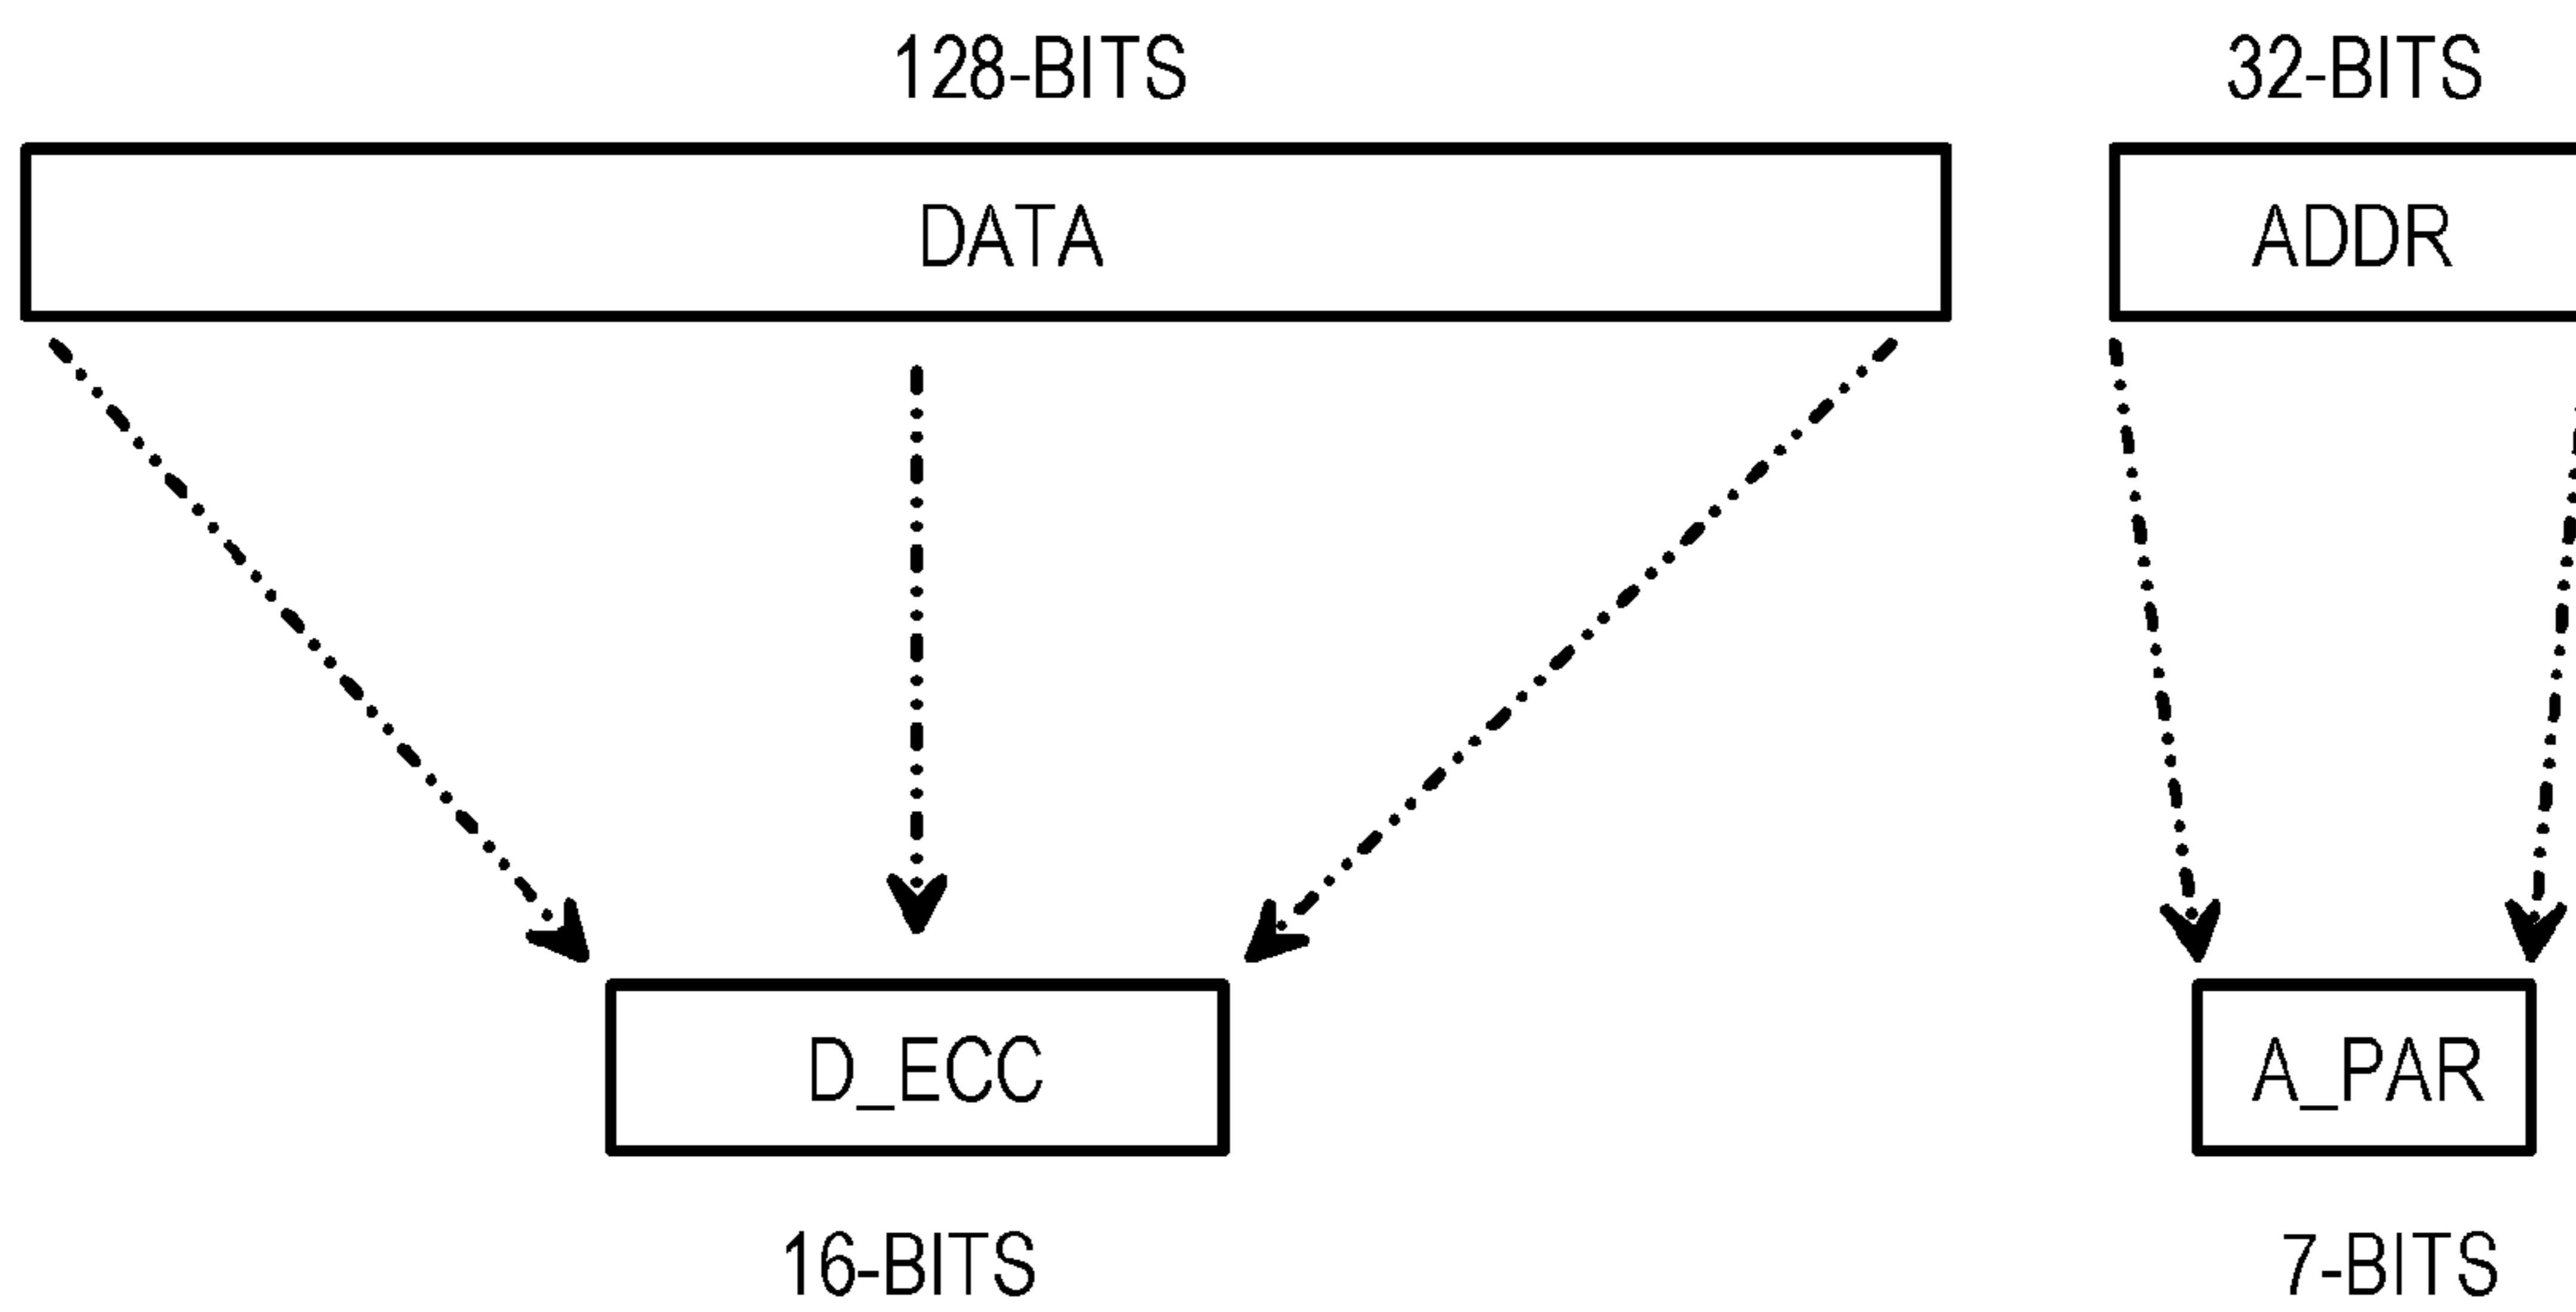 128-BITS
32-BITS
DATA
ADDR
D_ECC
A_PAR
16-BITS
7-BITS